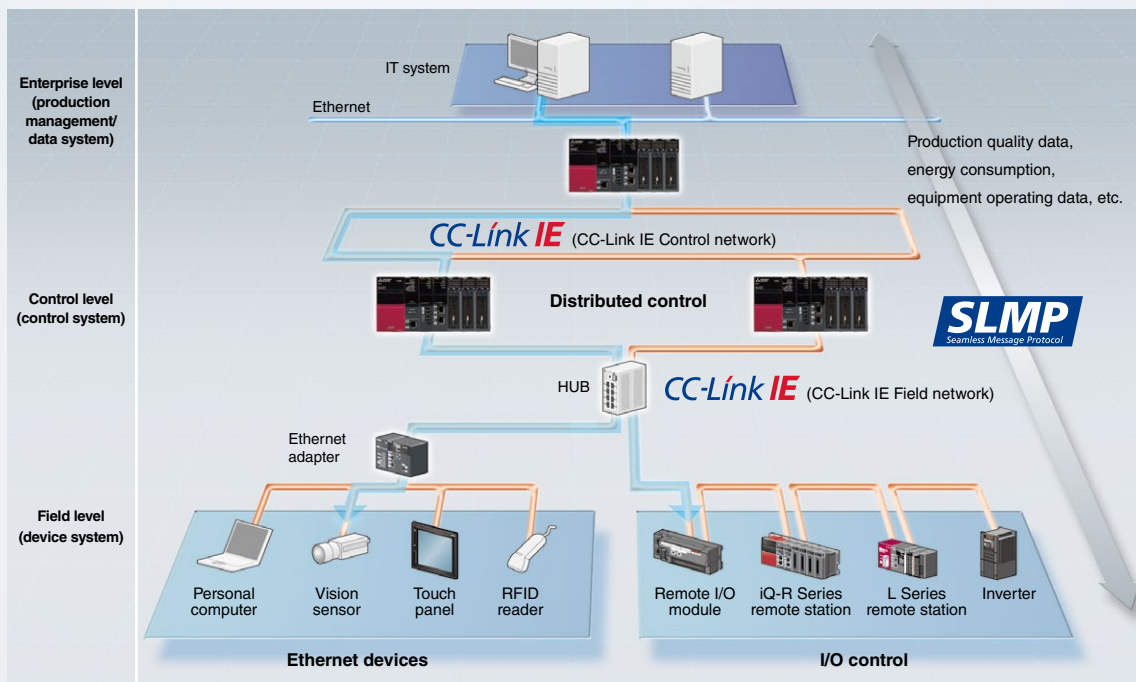 Enterprise level
(production
management/
data system)
IT system
Ethernet
Production quality data,
energy consumption,
equipment operating data, etc.
CC-Link IE (CC-Link IE Control network)
Control level
(control system)
Distributed control
SLMP
Seamless Message Protocol
HUB
CC-Link IE (CC-Link IE Field network)
Ethernet
adapter
Field level
(device system)
Personal
computer
Vision
sensor
Touch
panel
RFID
reader
Remote I/O
module
iQ-R Series
remote station
L Series
remote station
Inverter
Ethernet devices
I/O control